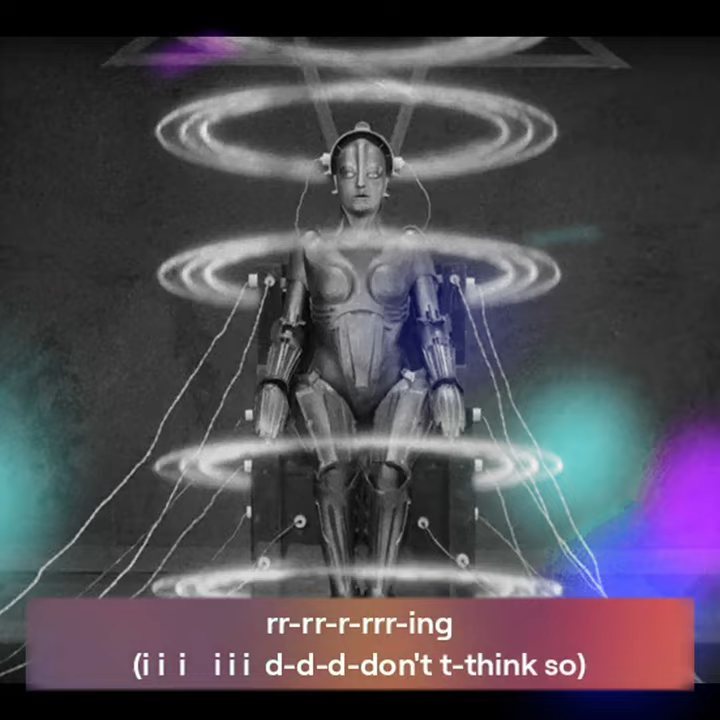 rr-rr-r-rrr-ing
(i i i   i i i  d-d-d-don't t-think so)